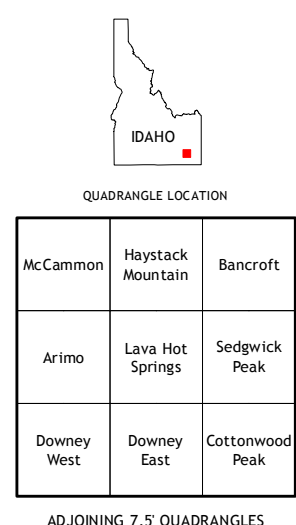 IDAHO
QUADRANGLE LOCATION
McCammon
Haystack
Mountain
Bancroft
Arimo
Lava Hot
Springs
Sedgwick
Peak
Downey
West
Downey
East
Cottonwood
Peak
ADJOINING 7.5' QUADRANGLES